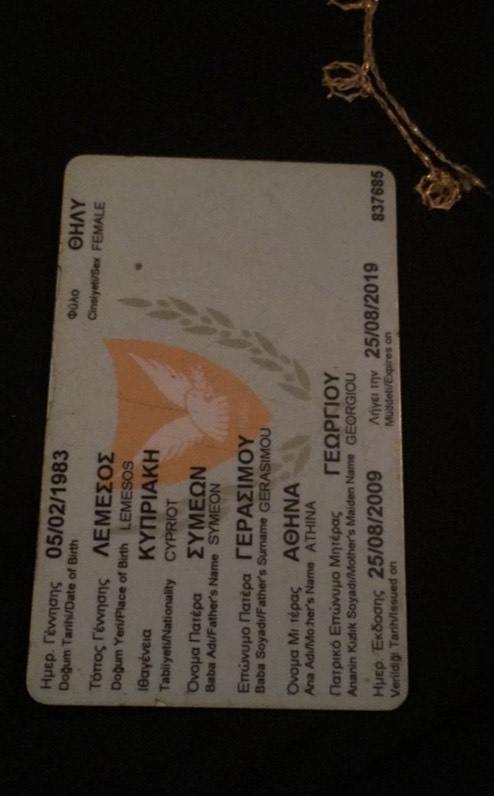 Ημερ. Γέννησης 05/02/1983
Doğum Tarihi/Date of Birth
Φύλο ΘΗΛΥ
Cinsiyeti/Sex FEMALE
Τόπος Γέννησης ΛΕΜΕΣΟΣ
Doğum Yeri/Place of Birth LEMESOS
Ιθαγένεια ΚΥΠΡΙΑΚΗ
Tabiiyeti/Nationality CYPRIOT
Όνομα Πατέρα ΣΥΜΕΩΝ
Baba Adı/Father's Name SYMEON
Επώνυμο Πατέρα ΓΕΡΑΣΙΜΟΥ
Baba Soyadı/Father's Surname GERASIMOU
Όνομα Μητέρας ΑΘΗΝΑ
Ana Adı/Mother's Name ATHINA
Πατρικό Επώνυμο Μητέρας ΓΕΩΡΓΙΟΥ
Ananın Kızlık Soyadı/Mother's Maiden Name GEORGIOU
Ημερ. Έκδοσης 25/08/2009 Λήγει την 25/08/2019 837685
Verildiği Tarih/Issued on Müddeti/Expires on